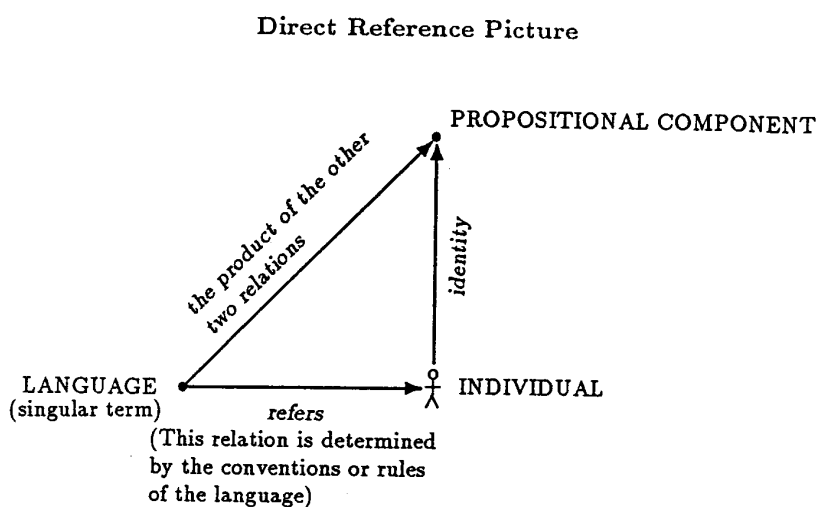 Direct Reference Picture
PROPOSITIONAL COMPONENT
the product of the other
two relations
identity
LANGUAGE
(singular term)
INDIVIDUAL
refers
(This relation is determined
by the conventions or rules
of the language)